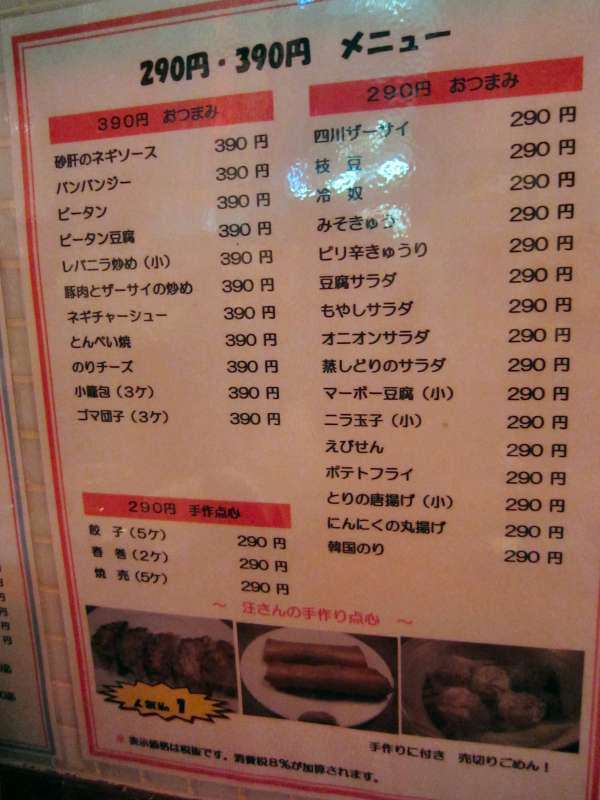 290円・390円 メニュー
390円 おつまみ
砂肝のネギソース 390 円
バンバンジー 390 円
ピータン 390 円
ピータン豆腐 390 円
レバニラ炒め（小） 390 円
豚肉とザーサイの炒め 390 円
ネギチャーシュー 390 円
とんぺい焼 390 円
のりチーズ 390 円
小籠包（3ケ） 390 円
ゴマ団子（3ケ） 390 円
290円 手作点心
餃 子（5ケ） 290 円
春 巻（2ケ） 290 円
焼 売（5ケ） 290 円
290円 おつまみ
四川ザーサイ 290 円
枝 豆 290 円
冷 奴 290 円
みそきゅう 290 円
ピリ辛きゅうり 290 円
豆腐サラダ 290 円
もやしサラダ 290 円
オニオンサラダ 290 円
蒸しどりのサラダ 290 円
マーボー豆腐（小） 290 円
ニラ玉子（小） 290 円
えびせん 290 円
ポテトフライ 290 円
とりの唐揚げ（小） 290 円
にんにくの丸揚げ 290 円
韓国のり 290 円
～ 汪さんの手作り点心 ～
人気No.1
手作りに付き 売切りごめん！
※ 表示価格は税抜です。消費税8%が加算されます。